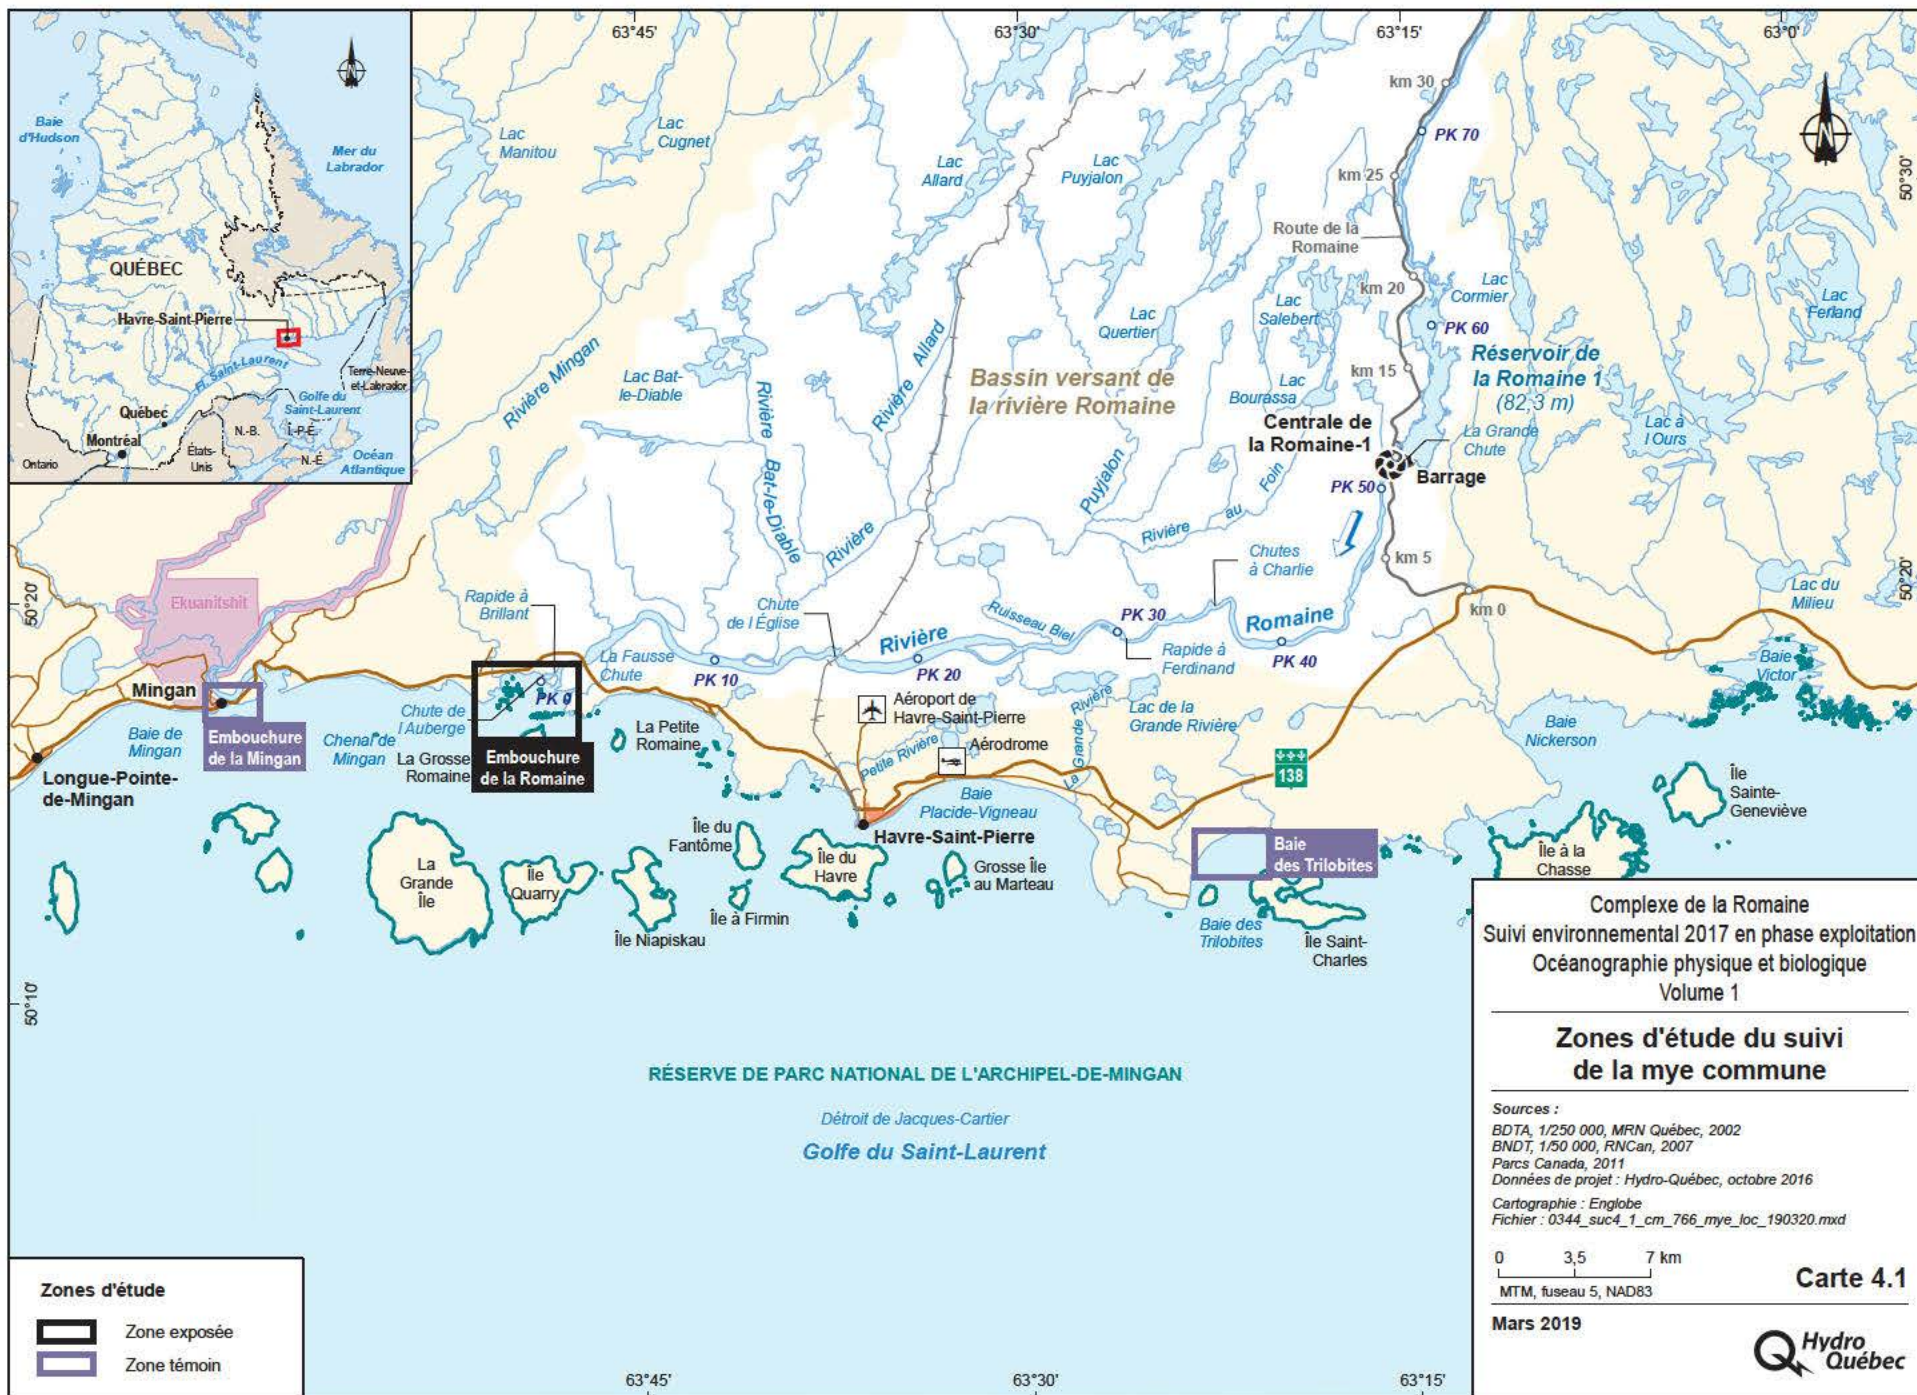 63°45'
63°30'
63°15'
63°0'
50°30'
50°20'
50°20'
50°10'
63°45'
63°30'
63°15'
Baie
d'Hudson
Mer du
Labrador
QUÉBEC
Havre-Saint-Pierre
Fl. Saint-Laurent
Terre-Neuve-
et-Labrador
Golfe du
Saint-Laurent
Québec
N.-B.
Î.-P.-É.
Montréal
États-
Unis
N.-É.
Océan
Atlantique
Ontario
Lac
Manitou
Lac
Cugnet
Lac
Allard
Lac
Puyjalon
km 30
PK 70
km 25
Route de la
Romaine
km 20
Lac
Cormier
Lac
Salebert
Lac
Quertier
PK 60
Lac
Ferland
Réservoir de
la Romaine 1
(82,3 m)
km 15
Rivière Mingan
Lac Bat-
le-Diable
Rivière Bat-le-Diable
Rivière Allard
Rivière
Bassin versant de
la rivière Romaine
Lac
Bourassa
Centrale de
la Romaine-1
La Grande
Chute
Lac à
l Ours
Barrage
PK 50
Puyjalon
Rivière au Foin
Chutes
à Charlie
km 5
km 0
Lac du
Milieu
Ekuanitshit
Rapide à
Brillant
Chute
de l Église
Ruisseau Biel
PK 30
Romaine
Rivière
Rapide à
Ferdinand
PK 40
La Fausse
Chute
PK 10
PK 20
Baie
Victor
Mingan
PK 0
Chute de
l Auberge
Aéroport de
Havre-Saint-Pierre
La Grande Rivière
Lac de la
Grande Rivière
Baie
Nickerson
Baie de
Mingan
Embouchure
de la Mingan
Chenal de
Mingan
La Grosse
Romaine
Embouchure
de la Romaine
La Petite
Romaine
Petite Rivière
Aérodrome
138
Longue-Pointe-
de-Mingan
Baie
Placide-Vigneau
Île
Sainte-
Geneviève
Île du
Fantôme
Havre-Saint-Pierre
Baie
des Trilobites
La
Grande
Île
Île
Quarry
Île du
Havre
Grosse Île
au Marteau
Île à la
Chasse
Île Niapiskau
Île à Firmin
Baie des
Trilobites
Île Saint-
Charles
RÉSERVE DE PARC NATIONAL DE L'ARCHIPEL-DE-MINGAN
Détroit de Jacques-Cartier
Golfe du Saint-Laurent
Zones d'étude
Zone exposée
Zone témoin
Complexe de la Romaine
Suivi environnemental 2017 en phase exploitation
Océanographie physique et biologique
Volume 1
Zones d'étude du suivi
de la mye commune
Sources :
BDTA, 1/250 000, MRN Québec, 2002
BNDT, 1/50 000, RNCan, 2007
Parcs Canada, 2011
Données de projet : Hydro-Québec, octobre 2016
Cartographie : Englobe
Fichier : 0344_suc4_1_cm_766_mye_loc_190320.mxd
0 3,5 7 km
MTM, fuseau 5, NAD83
Carte 4.1
Mars 2019
Hydro
Québec